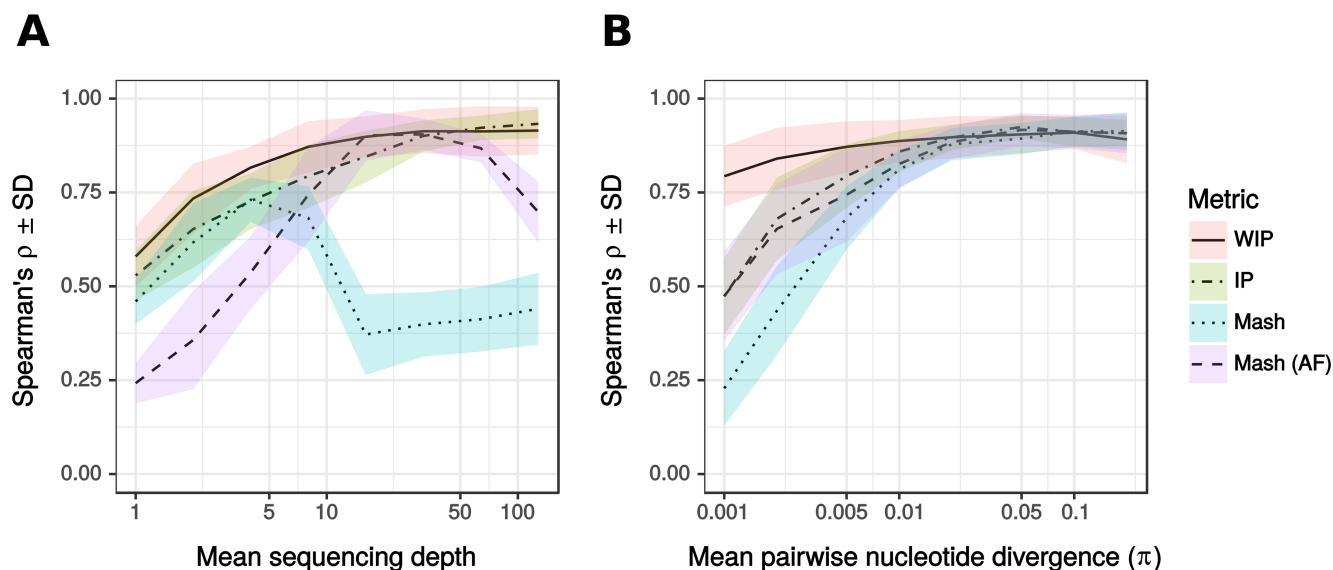 A
B
Spearman's ρ ± SD
1.00
0.75
0.50
0.25
0.00
1
5
10
50
100
Mean sequencing depth
Spearman's ρ ± SD
1.00
0.75
0.50
0.25
0.00
0.001
0.005
0.01
0.05
0.1
Mean pairwise nucleotide divergence (π)
Metric
WIP
IP
Mash
Mash (AF)